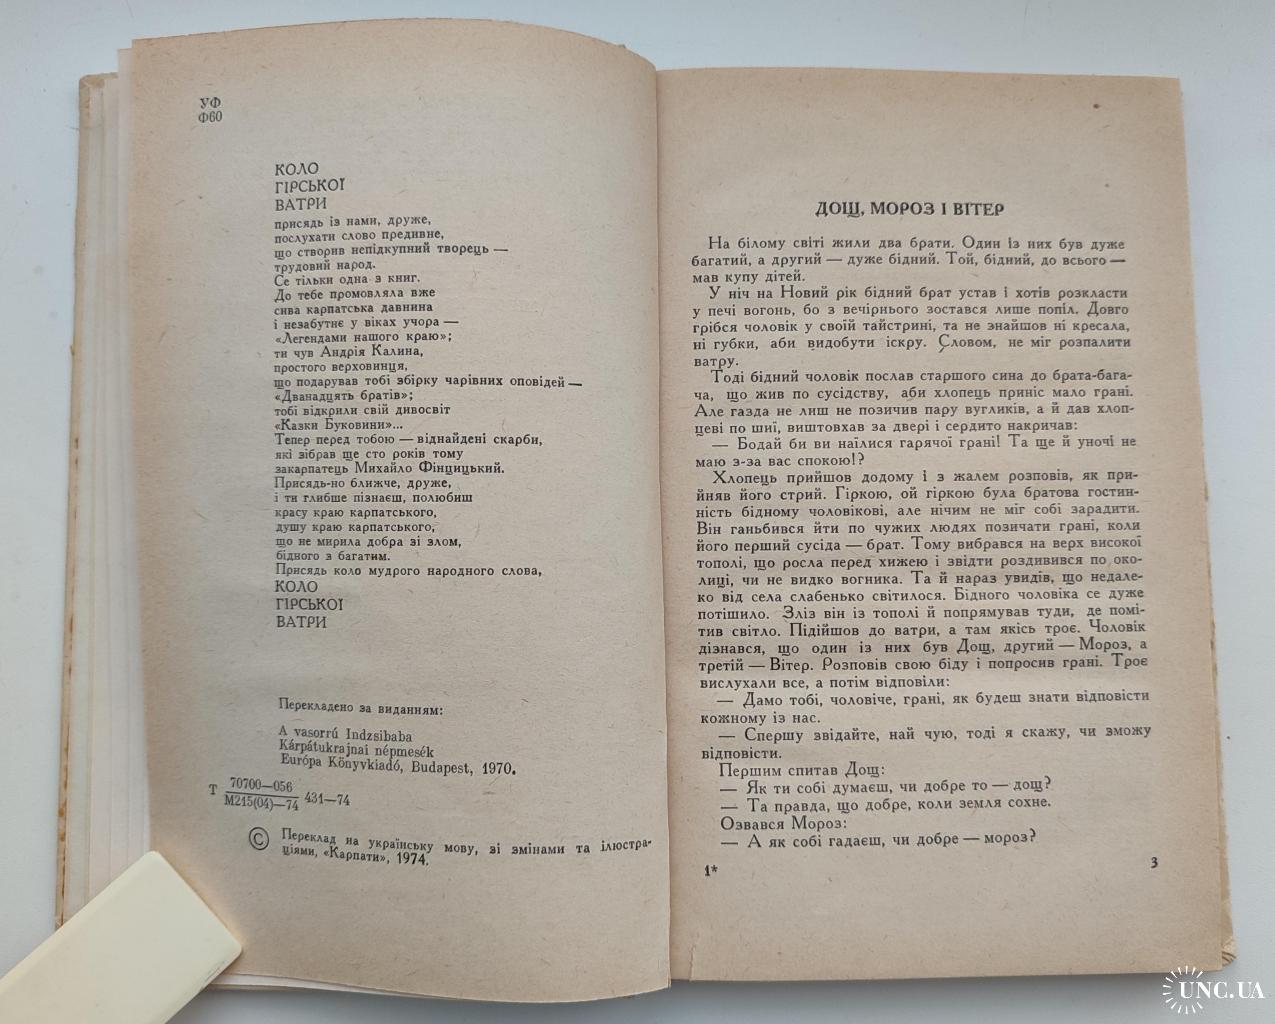 УФ
Ф60
КОЛО
ГІРСЬКОЇ
ВАТРИ
присядь із нами, друже,
послухати слово предивне,
що створив непідкупний творець —
трудовий народ.
Се тільки одна з книг.
До тебе промовляла вже
сива карпатська давнина
і незабутнє у віках учора —
«Легендами нашого краю»;
ти чув Андрія Калина,
простого верховинця,
що подарував тобі збірку чарівних оповідей —
«Дванадцять братів»;
тобі відкрили свій дивосвіт
«Казки Буковини»...
Тепер перед тобою — віднайдені скарби,
які зібрав ще сто років тому
закарпатець Михайло Фінцицький.
Присядь-но ближче, друже,
і ти глибше пізнаєш, полюбиш
красу краю карпатського,
душу краю карпатського,
що не мирила добра зі злом,
бідного з багатим.
Присядь коло мудрого народного слова,
КОЛО
ГІРСЬКОЇ
ВАТРИ
Перекладено за виданням:
A vasorrú Indzsibaba
Kárpátukrajnai népmesék
Európa Könyvkiadó, Budapest, 1970.
Т 70700—056
М215(04)—74 431—74
© Переклад на українську мову, зі змінами та ілюстра-
ціями, «Карпати», 1974.
ДОЩ, МОРОЗ І ВІТЕР
На білому світі жили два брати. Один із них був дуже
багатий, а другий — дуже бідний. Той, бідний, до всього —
мав купу дітей.
У ніч на Новий рік бідний брат устав і хотів розкласти
у печі вогонь, бо з вечірнього зостався лише попіл. Довго
грібся чоловік у своїй тайстрині, та не знайшов ні кресала,
ні губки, аби видобути іскру. Словом, не міг розпалити
ватру.
Тоді бідний чоловік послав старшого сина до брата-бага-
ча, що жив по сусідству, аби хлопець приніс мало грані.
Але газда не лиш не позичив пару вугликів, а й дав хлоп-
цеві по шиї, виштовхав за двері і сердито накричав:
— Бодай би ви наїлися гарячої грані! Та ще й уночі не
маю з-за вас спокою!?
Хлопець прийшов додому і з жалем розповів, як при-
йняв його стрий. Гіркою, ой гіркою була братова гостин-
ність бідному чоловікові, але нічим не міг собі зарадити.
Він ганьбився йти по чужих людях позичати грані, коли
його перший сусіда — брат. Тому вибрався на верх високої
тополі, що росла перед хижею і звідти роздивився по око-
лиці, чи не видко вогника. Та й нараз увидів, що недале-
ко від села слабенько світилося. Бідного чоловіка се дуже
потішило. Зліз він із тополі й попрямував туди, де помі-
тив світло. Підійшов до ватри, а там якісь троє. Чоловік
дізнався, що один із них був Дощ, другий — Мороз, а
третій — Вітер. Розповів свою біду і попросив грані. Троє
вислухали все, а потім відповіли:
— Дамо тобі, чоловіче, грані, як будеш знати відповісти
кожному із нас.
— Спершу звідайте, най чую, тоді я скажу, чи зможу
відповісти.
Першим спитав Дощ:
— Як ти собі думаєш, чи добре то — дощ?
— Та правда, що добре, коли земля сохне.
Озвався Мороз:
— А як собі гадаєш, чи добре — мороз?
1*
3
UNC.UA